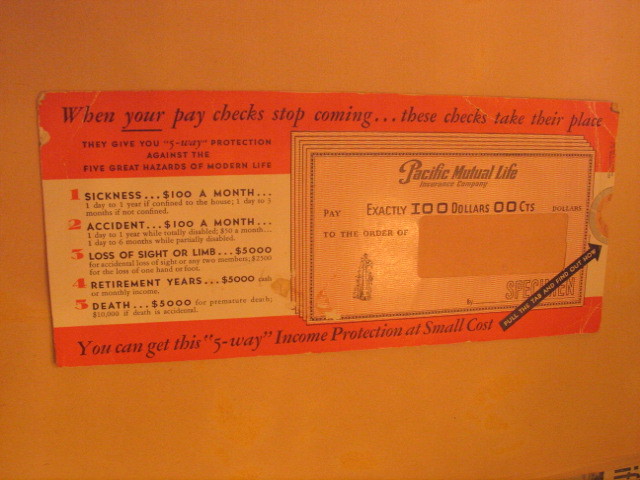 When your pay checks stop coming...these checks take their place
THEY GIVE YOU "5-way" PROTECTION
AGAINST THE
FIVE GREAT HAZARDS OF MODERN LIFE
1 SICKNESS...$100 A MONTH...
1 day to 1 year if confined to the house; 1 day to 3
months if not confined.
2 ACCIDENT...$100 A MONTH...
1 day to 1 year while totally disabled; $50 a month...
1 day to 6 months while partially disabled.
3 LOSS OF SIGHT OR LIMB...$5000
for accidental loss of sight or any two members; $2500
for the loss of one hand or foot.
4 RETIREMENT YEARS...$5000 cash
or monthly income.
5 DEATH...$5000 for premature death;
$10,000 if death is accidental.
Pacific Mutual Life
Insurance Company
PAY EXACTLY 100 DOLLARS 00 CTS DOLLARS
TO THE ORDER OF
SPECIMEN
By
PULL THE TAB AND FIND OUT HOW
You can get this "5-way" Income Protection at Small Cost